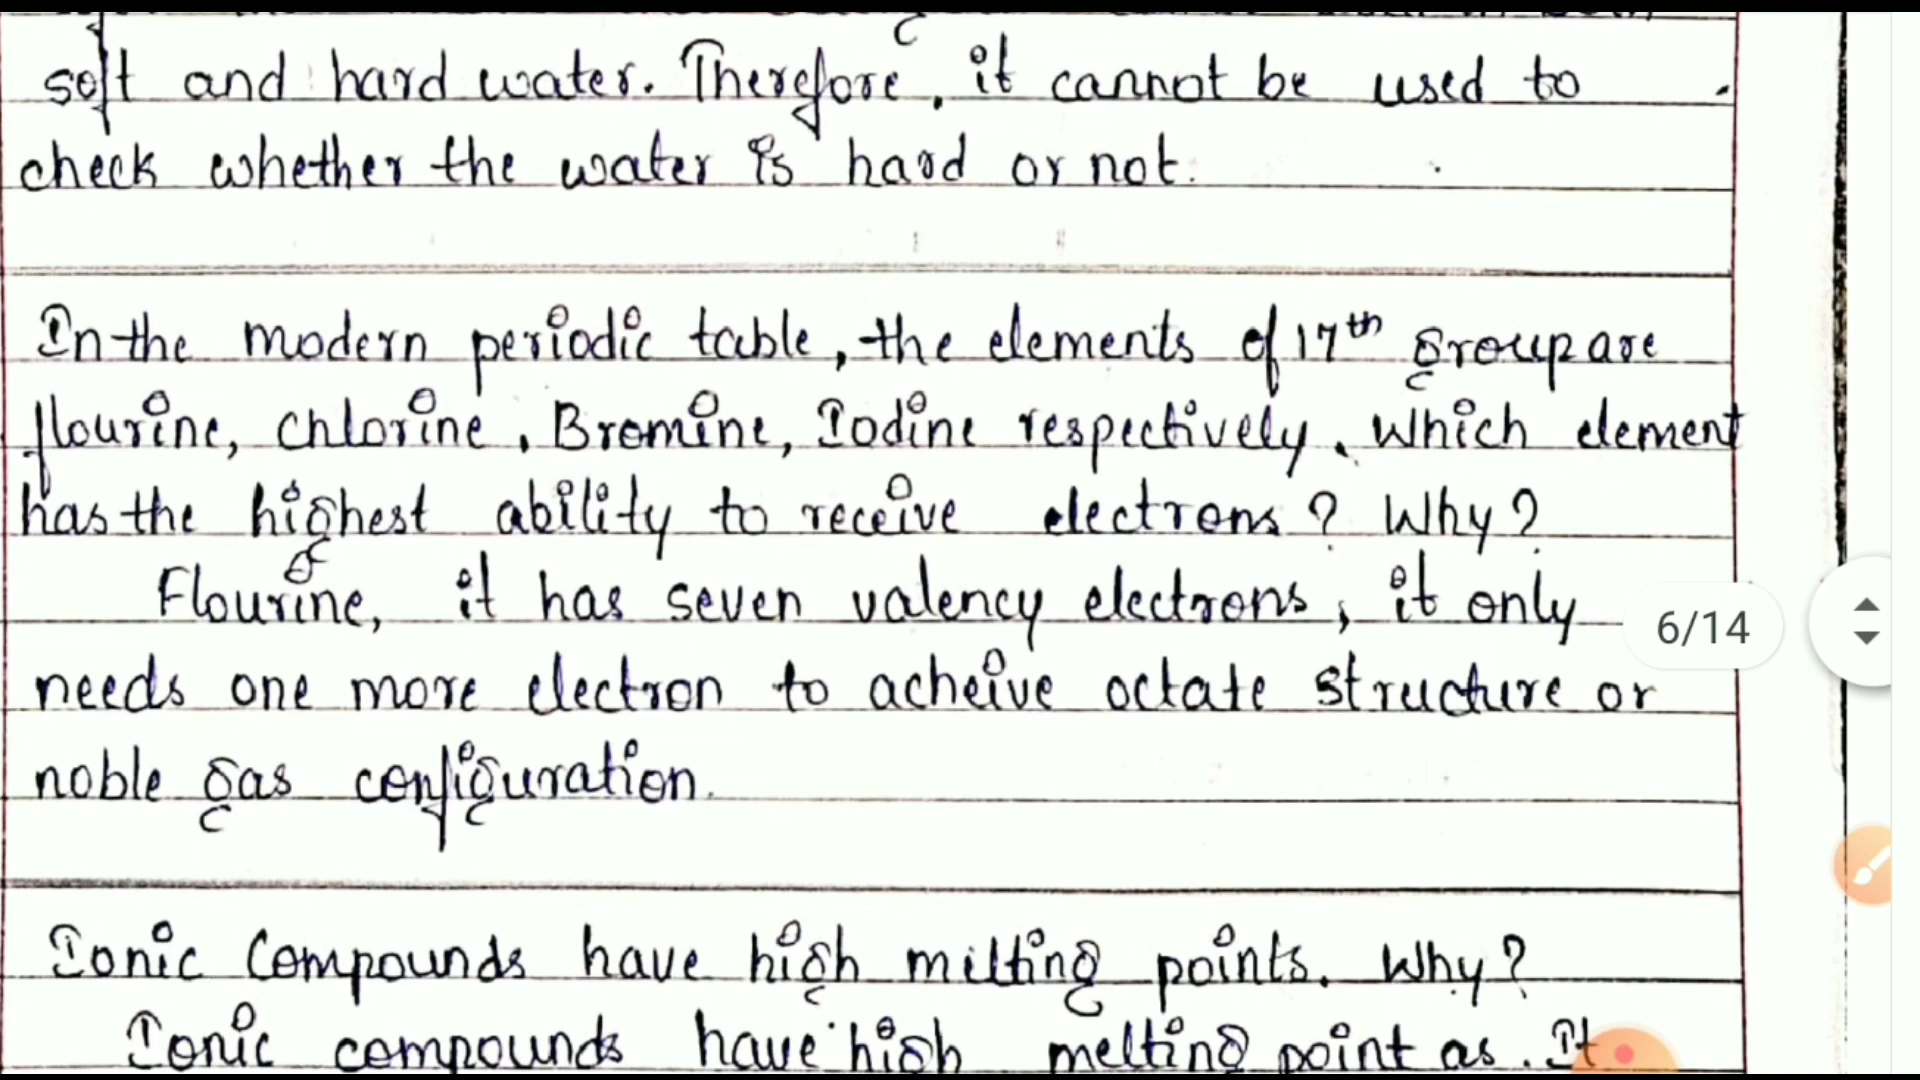 soft and hard water. Therefore, it cannot be used to
check whether the water is hard or not.
In the modern periodic table, the elements of 17th group are
flourine, chlorine, Bromine, Iodine respectively. Which element
has the highest ability to receive electrons? Why?
Flourine, it has seven valency electrons, it only
needs one more electron to acheive octate structure or
noble gas configuration.
Ionic Compounds have high milting points. Why?
Ionic compounds have high melting point as. It
6/14